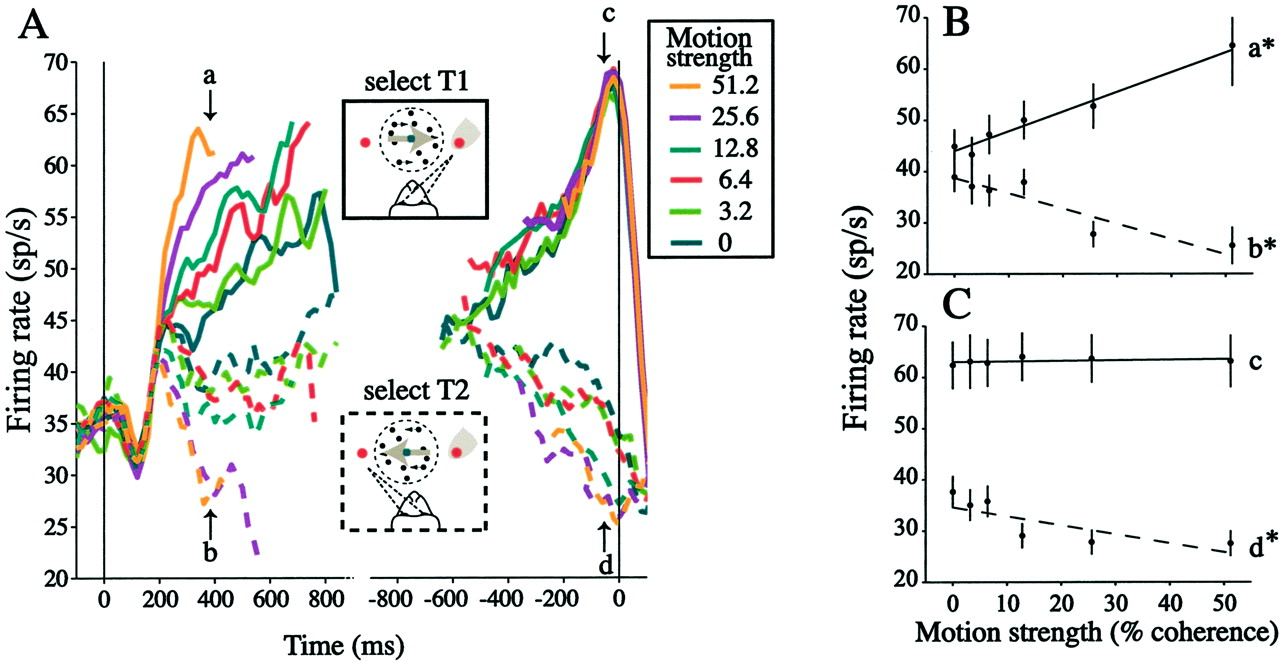 A
a
c
select T1
Motion
strength
51.2
25.6
12.8
6.4
3.2
0
70
65
60
55
50
45
40
35
30
25
20
Firing rate (sp/s)
select T2
b
d
0 200 400 600 800 -800 -600 -400 -200 0
Time (ms)
B
a*
b*
70
60
50
40
30
20
Firing rate (sp/s)
C
c
d*
70
60
50
40
30
20
0 10 20 30 40 50
Motion strength (% coherence)